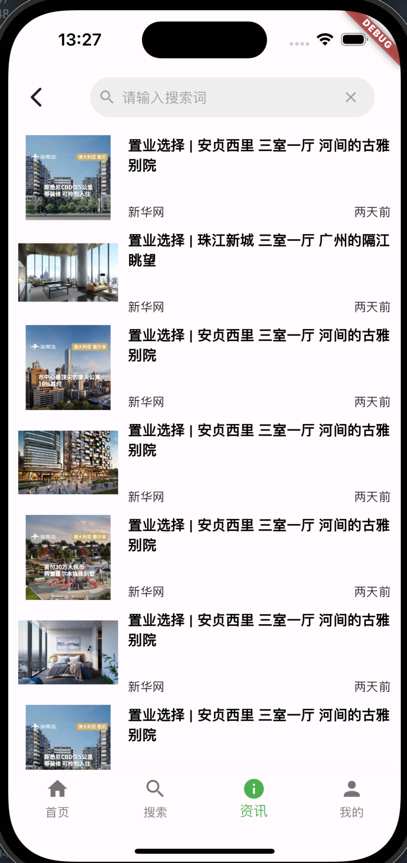 13:27
DEBUG
请输入搜索词
置业选择 | 安贞西里 三室一厅 河间的古雅
别院
新华网
两天前
置业选择 | 珠江新城 三室一厅 广州的隔江
眺望
新华网
两天前
置业选择 | 安贞西里 三室一厅 河间的古雅
别院
新华网
两天前
置业选择 | 安贞西里 三室一厅 河间的古雅
别院
新华网
两天前
首付30万人民币
置业选择 | 安贞西里 三室一厅 河间的古雅
别院
新华网
两天前
置业选择 | 安贞西里 三室一厅 河间的古雅
别院
新华网
两天前
置业选择 | 安贞西里 三室一厅 河间的古雅
别院
首页
搜索
资讯
我的